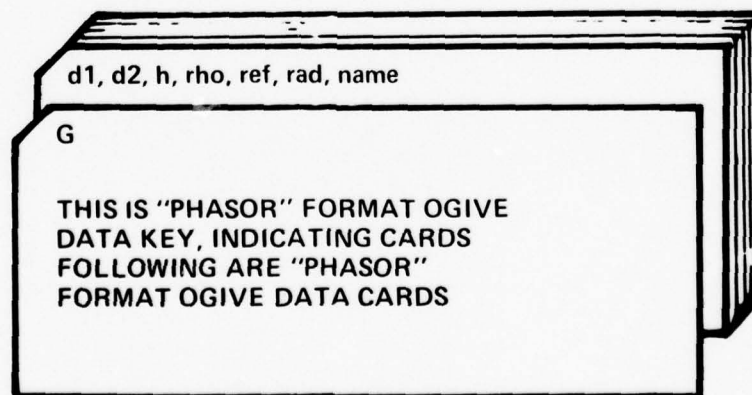 d1, d2, h, rho, ref, rad, name
G
THIS IS "PHASOR" FORMAT OGIVE
DATA KEY, INDICATING CARDS
FOLLOWING ARE "PHASOR"
FORMAT OGIVE DATA CARDS